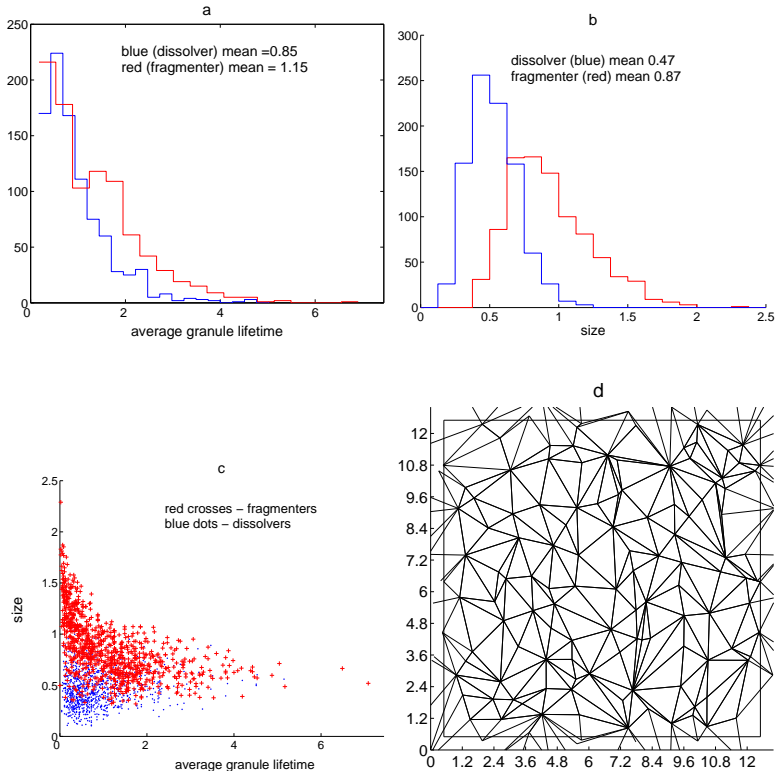 a
250
200
150
100
50
0
blue (dissolver) mean =0.85
red (fragmenter) mean = 1.15
2
4
6
average granule lifetime
b
300
250
200
150
100
50
0
dissolver (blue) mean 0.47
fragmenter (red) mean 0.87
0
0.5
1
1.5
2
2.5
size
c
2.5
2
1.5
1
0.5
0
size
red crosses − fragmenters
blue dots − dissolvers
0
2
4
6
average granule lifetime
d
12
10.8
9.6
8.4
7.2
6
4.8
3.6
2.4
1.2
0
0 1.2 2.4 3.6 4.8 6 7.2 8.4 9.6 10.8 12